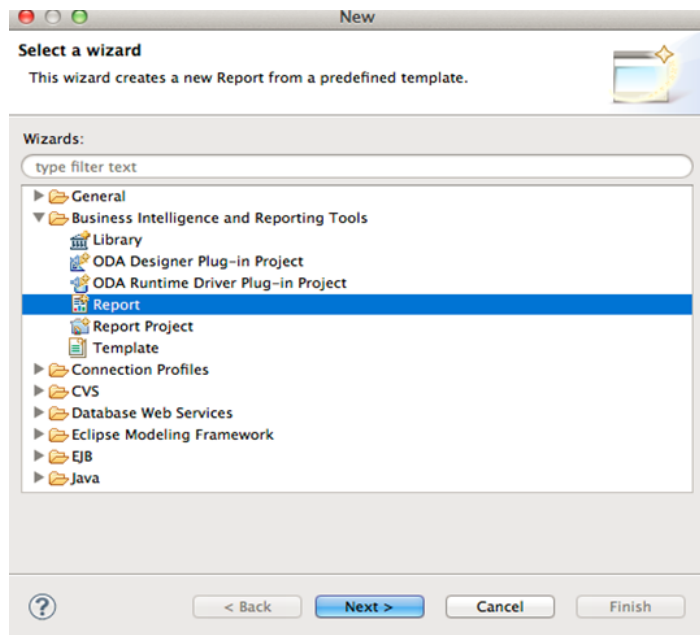 New
Select a wizard
This wizard creates a new Report from a predefined template.
Wizards:
type filter text
General
Business Intelligence and Reporting Tools
Library
ODA Designer Plug-in Project
ODA Runtime Driver Plug-in Project
Report
Report Project
Template
Connection Profiles
CVS
Database Web Services
Eclipse Modeling Framework
EJB
Java
? < Back Next > Cancel Finish